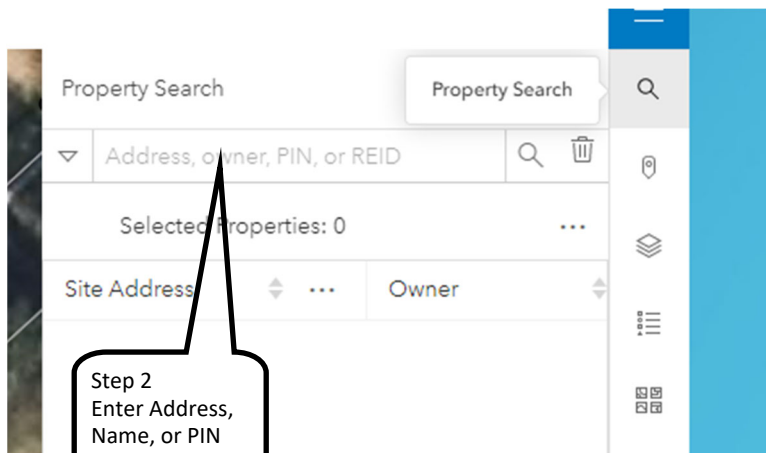 Property Search
Property Search
Address, owner, PIN, or REID
Selected Properties: 0
Site Address
Owner
Step 2
Enter Address,
Name, or PIN